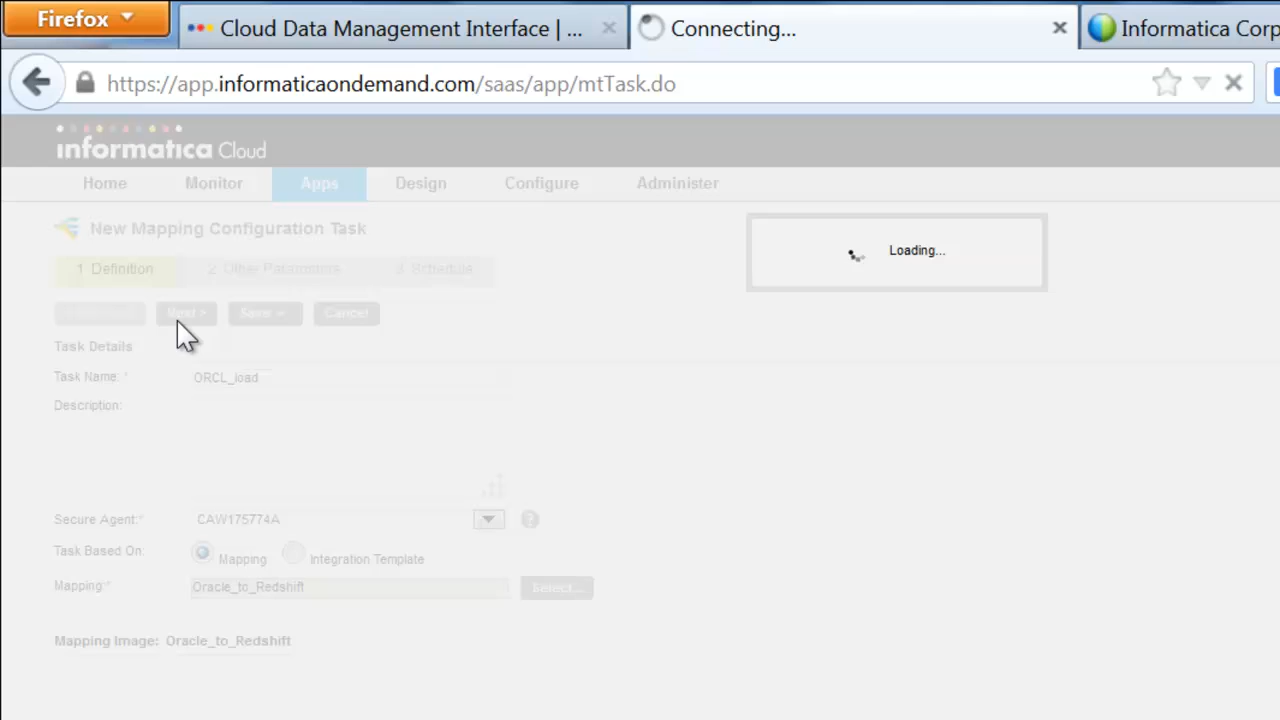 Firefox
Cloud Data Management Interface | ...
Connecting...
Informatica Corp
https://app.informaticaondemand.com/saas/app/mtTask.do
informatica Cloud
Home Monitor Apps Design Configure Administer
New Mapping Configuration Task
Loading...
1 Definition 2 Other Parameters 3 Schedule
Next > Save Cancel
Task Details
Task Name: * ORCL_load
Description:
Secure Agent:* CAW175774A
Task Based On: Mapping Integration Template
Mapping:* Oracle_to_Redshift Select...
Mapping Image: Oracle_to_Redshift